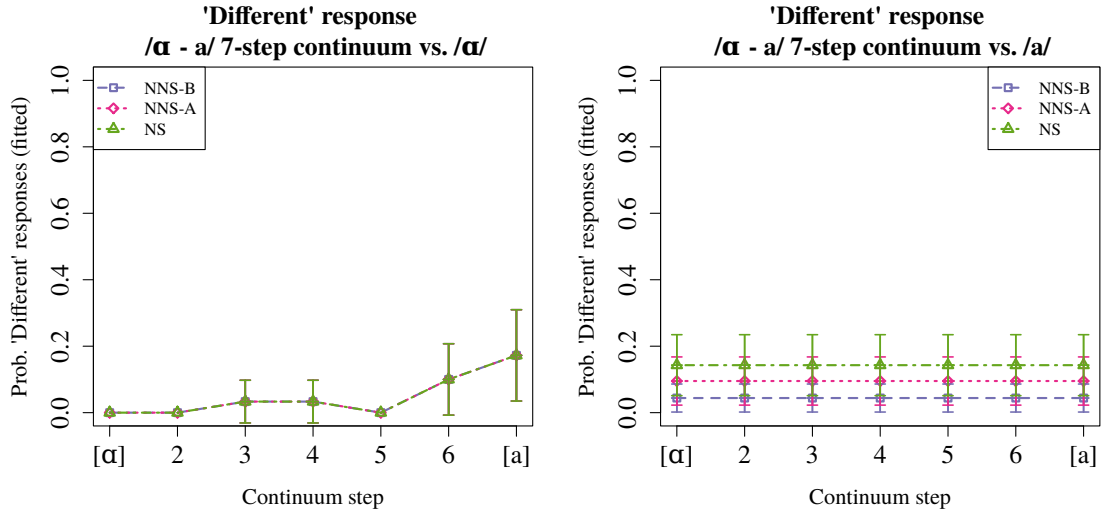 'Different' response
/ɑ - a/ 7-step continuum vs. /ɑ/
NNS-B
NNS-A
NS
Prob. 'Different' responses (fitted)
1.0
0.8
0.6
0.4
0.2
0.0
[ɑ] 2 3 4 5 6 [a]
Continuum step
'Different' response
/ɑ - a/ 7-step continuum vs. /a/
NNS-B
NNS-A
NS
Prob. 'Different' responses (fitted)
1.0
0.8
0.6
0.4
0.2
0.0
[ɑ] 2 3 4 5 6 [a]
Continuum step